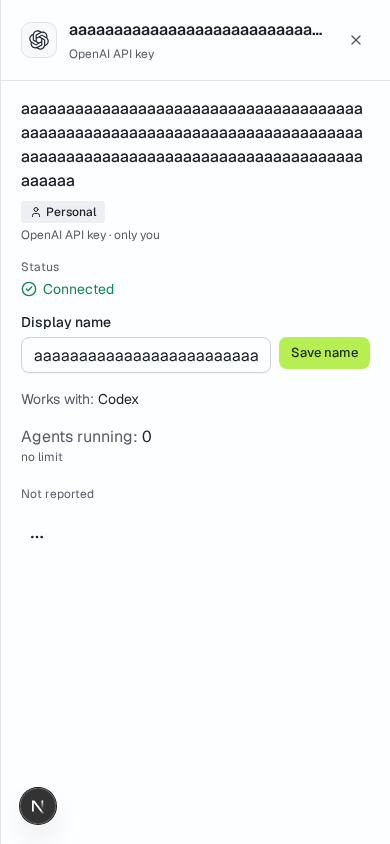 aaaaaaaaaaaaaaaaaaaaaaaaaaa...
OpenAI API key
aaaaaaaaaaaaaaaaaaaaaaaaaaaaaaaaaaaaaa
aaaaaaaaaaaaaaaaaaaaaaaaaaaaaaaaaaaaaa
aaaaaaaaaaaaaaaaaaaaaaaaaaaaaaaaaaaaaa
aaaaaa
Personal
OpenAI API key · only you
Status
Connected
Display name
aaaaaaaaaaaaaaaaaaaaaaaaa
Save name
Works with: Codex
Agents running: 0
no limit
Not reported
...
N